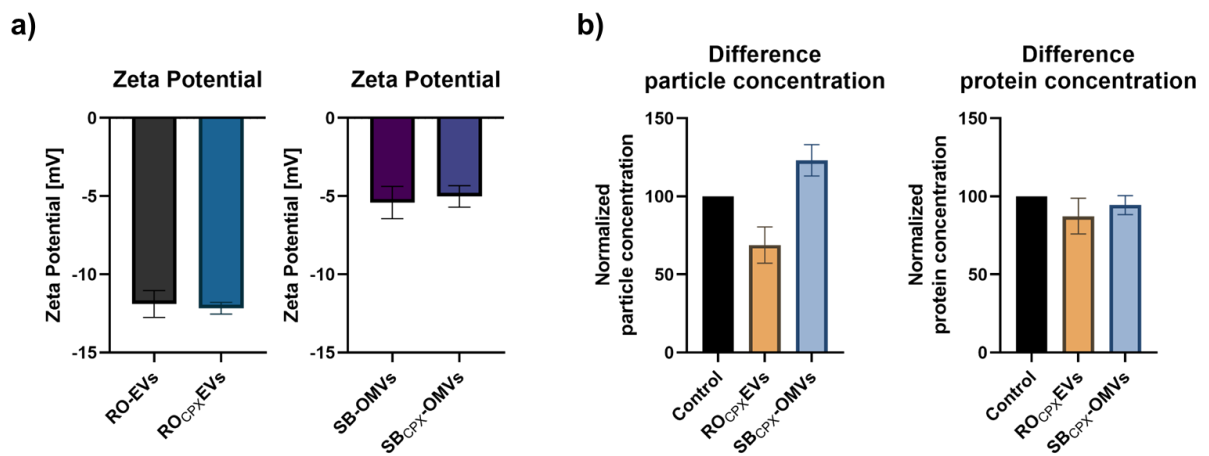 a)
Zeta Potential
Zeta Potential [mV]
0
-5
-10
-15
RO-EVs
ROCPXEVs
Zeta Potential
Zeta Potential [mV]
0
-5
-10
-15
SB-OMVs
SBCPX-OMVs
b)
Difference
particle concentration
Normalized
particle concentration
150
100
50
0
Control
ROCPXEVs
SBCPX-OMVs
Difference
protein concentration
Normalized
protein concentration
150
100
50
0
Control
ROCPXEVs
SBCPX-OMVs